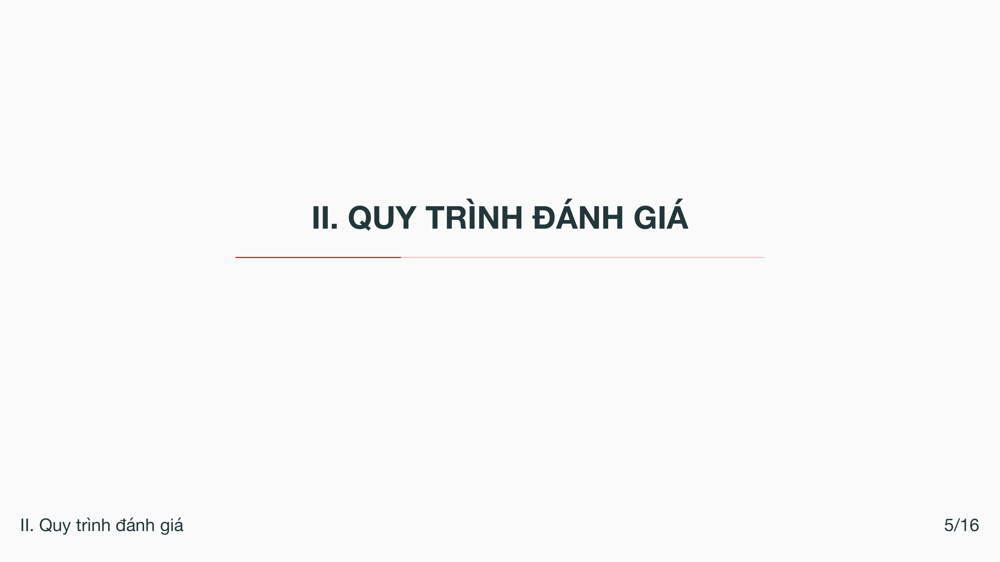 II. QUY TRÌNH ĐÁNH GIÁ
II. Quy trình đánh giá
5/16